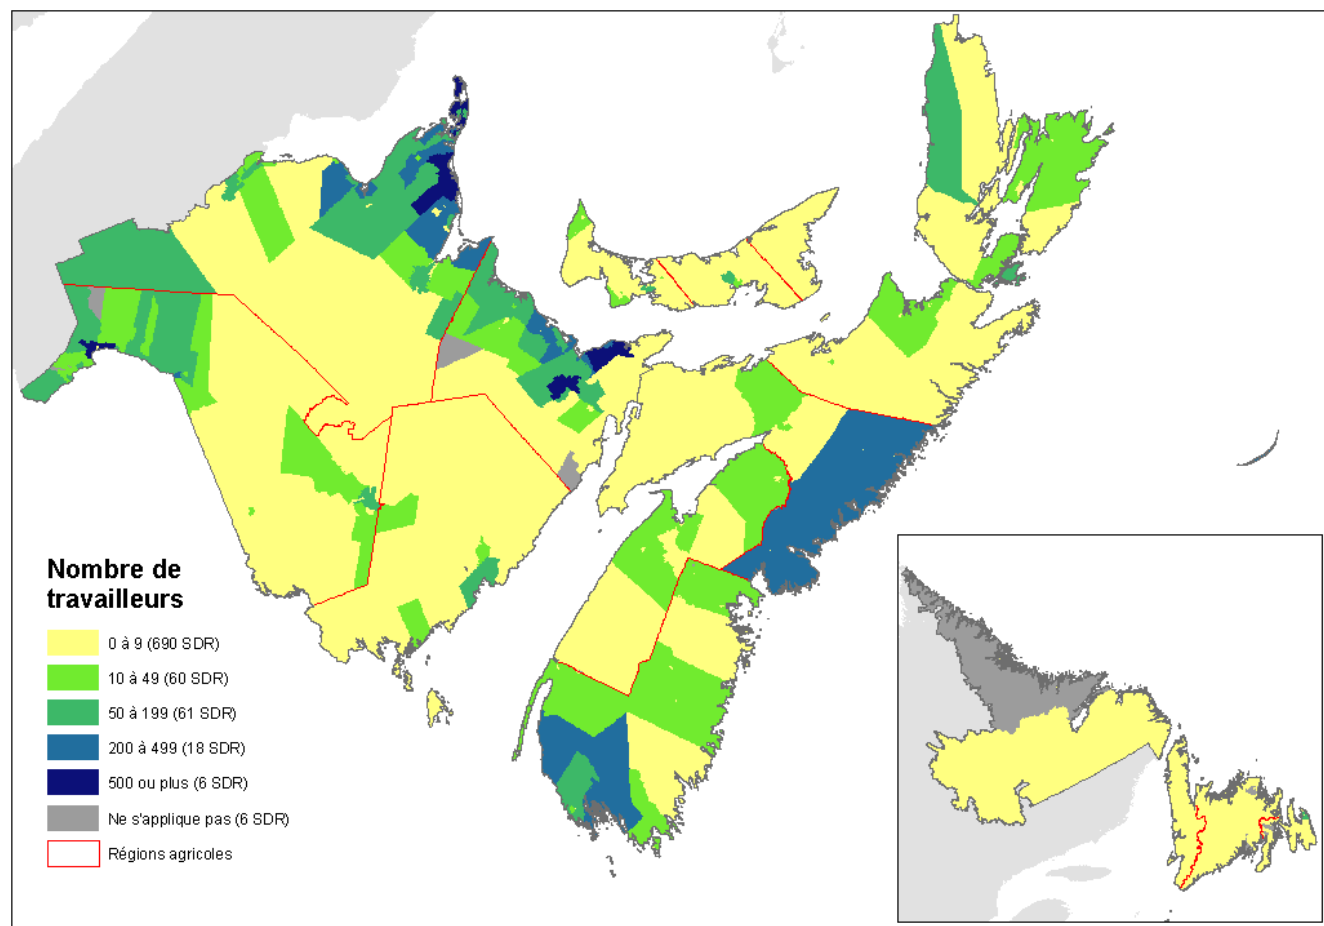 Nombre de
travailleurs
0 à 9 (690 SDR)
10 à 49 (60 SDR)
50 à 199 (61 SDR)
200 à 499 (18 SDR)
500 ou plus (6 SDR)
Ne s'applique pas (6 SDR)
Régions agricoles